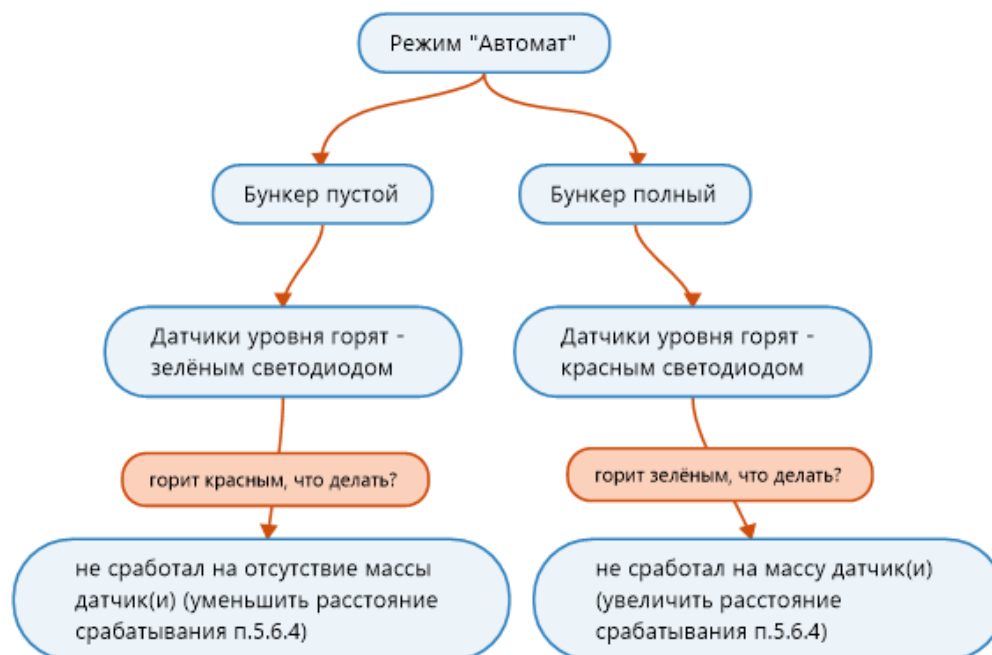 Режим "Автомат"
Бункер пустой
Бункер полный
Датчики уровня горят -
зелёным светодиодом
Датчики уровня горят -
красным светодиодом
горит красным, что делать?
горит зелёным, что делать?
не сработал на отсутствие массы
датчик(и) (уменьшить расстояние
срабатывания п.5.6.4)
не сработал на массу датчик(и)
(увеличить расстояние
срабатывания п.5.6.4)